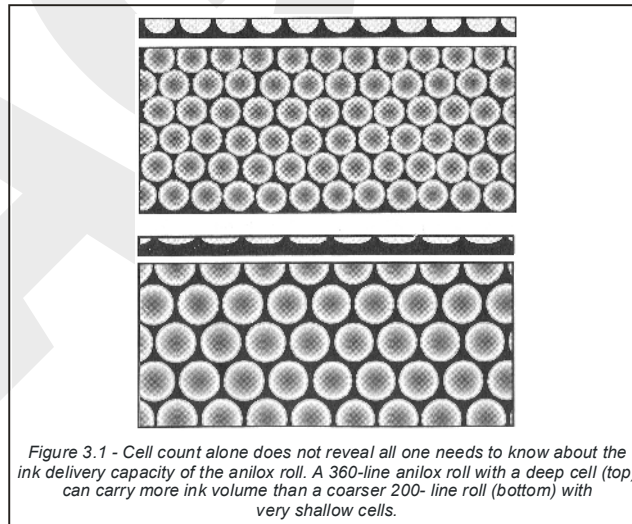 Figure 3.1 - Cell count alone does not reveal all one needs to know about the
ink delivery capacity of the anilox roll. A 360-line anilox roll with a deep cell (top)
can carry more ink volume than a coarser 200- line roll (bottom) with
very shallow cells.